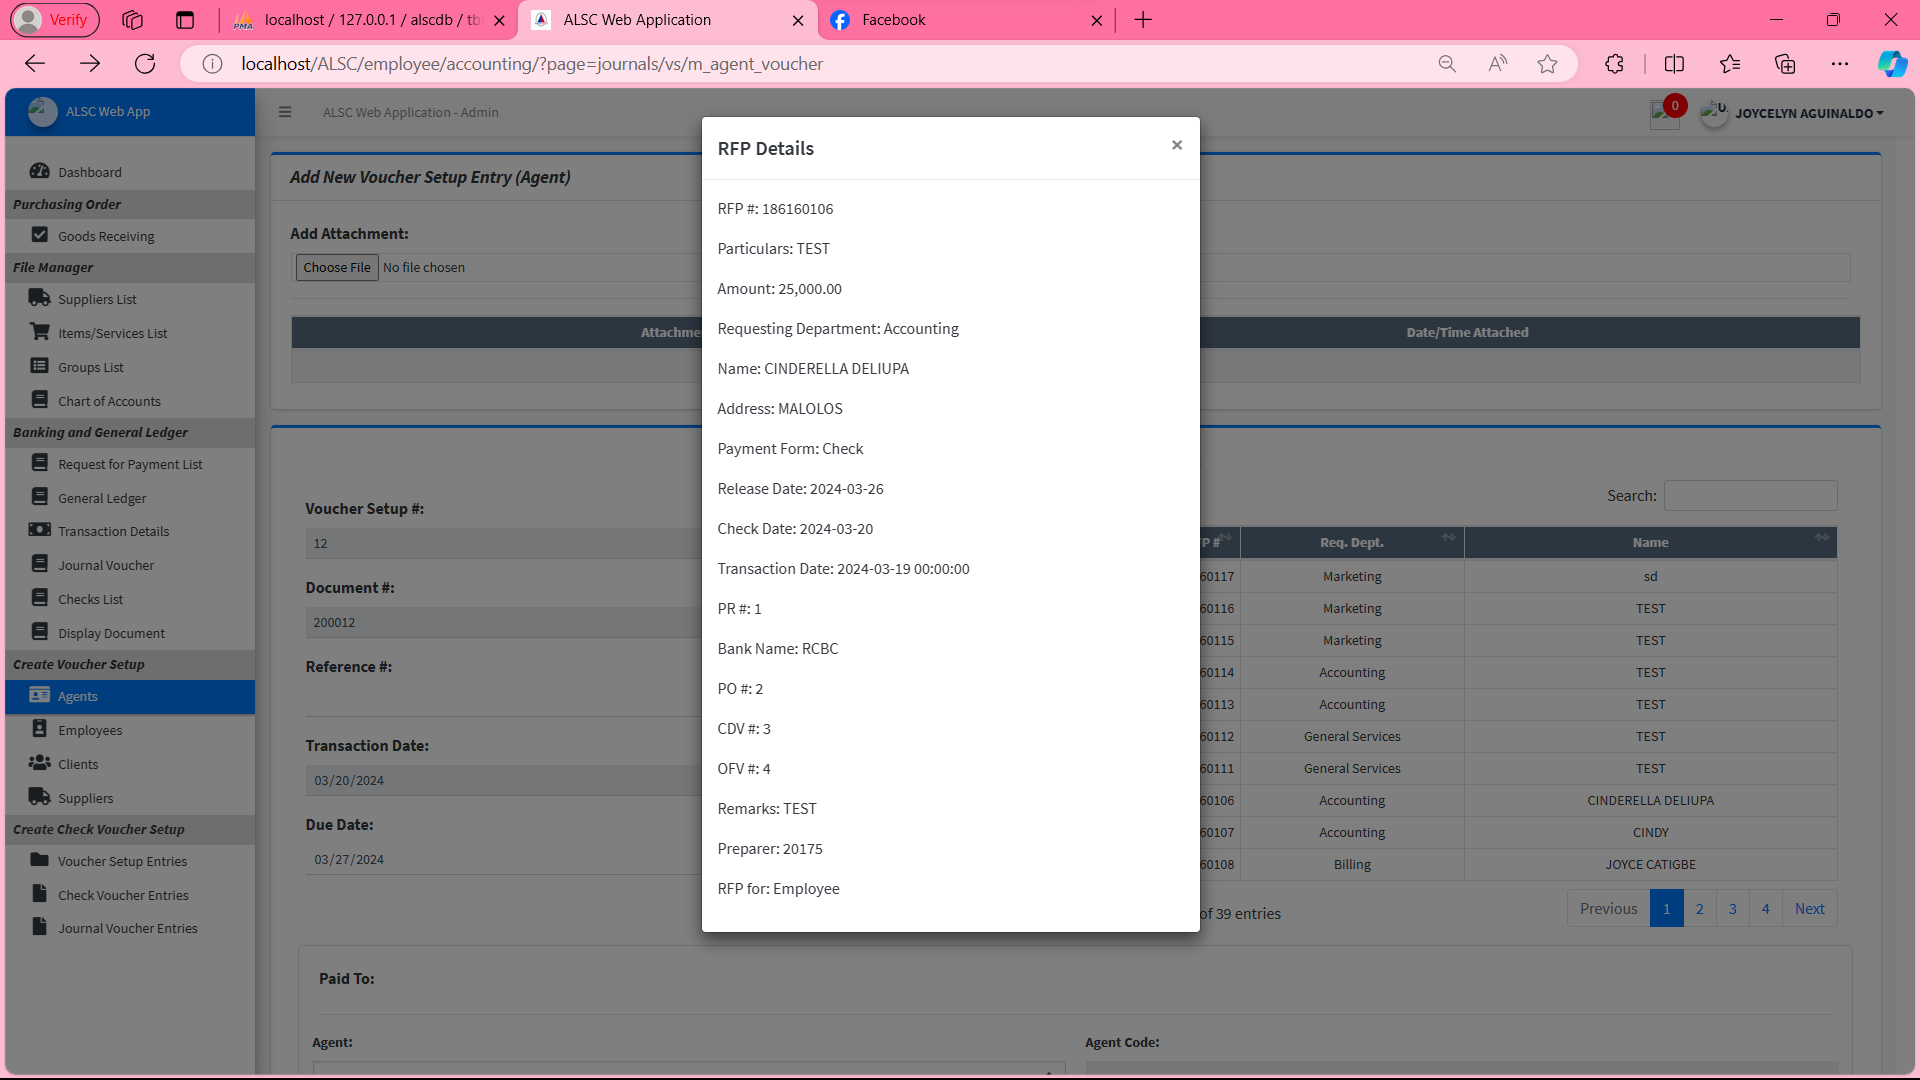 Verify
localhost / 127.0.0.1 / alscdb / tb
ALSC Web Application
Facebook
localhost/ALSC/employee/accounting/?page=journals/vs/m_agent_voucher
ALSC Web App
ALSC Web Application - Admin
0
JOYCELYN AGUINALDO
Dashboard
Purchasing Order
Goods Receiving
File Manager
Suppliers List
Items/Services List
Groups List
Chart of Accounts
Banking and General Ledger
Request for Payment List
General Ledger
Transaction Details
Journal Voucher
Checks List
Display Document
Create Voucher Setup
Agents
Employees
Clients
Suppliers
Create Check Voucher Setup
Voucher Setup Entries
Check Voucher Entries
Journal Voucher Entries
Add New Voucher Setup Entry (Agent)
Add Attachment:
Choose File No file chosen
Attachme
Date/Time Attached
Voucher Setup #:
12
Document #:
200012
Reference #:
Transaction Date:
03/20/2024
Due Date:
03/27/2024
RFP Details
×
RFP #: 186160106
Particulars: TEST
Amount: 25,000.00
Requesting Department: Accounting
Name: CINDERELLA DELIUPA
Address: MALOLOS
Payment Form: Check
Release Date: 2024-03-26
Check Date: 2024-03-20
Transaction Date: 2024-03-19 00:00:00
PR #: 1
Bank Name: RCBC
PO #: 2
CDV #: 3
OFV #: 4
Remarks: TEST
Preparer: 20175
RFP for: Employee
Search:
P # Req. Dept. Name
60117 Marketing sd
60116 Marketing TEST
60115 Marketing TEST
60114 Accounting TEST
60113 Accounting TEST
60112 General Services TEST
60111 General Services TEST
60106 Accounting CINDERELLA DELIUPA
60107 Accounting CINDY
60108 Billing JOYCE CATIGBE
of 39 entries
Previous 1 2 3 4 Next
Paid To:
Agent:
Agent Code: